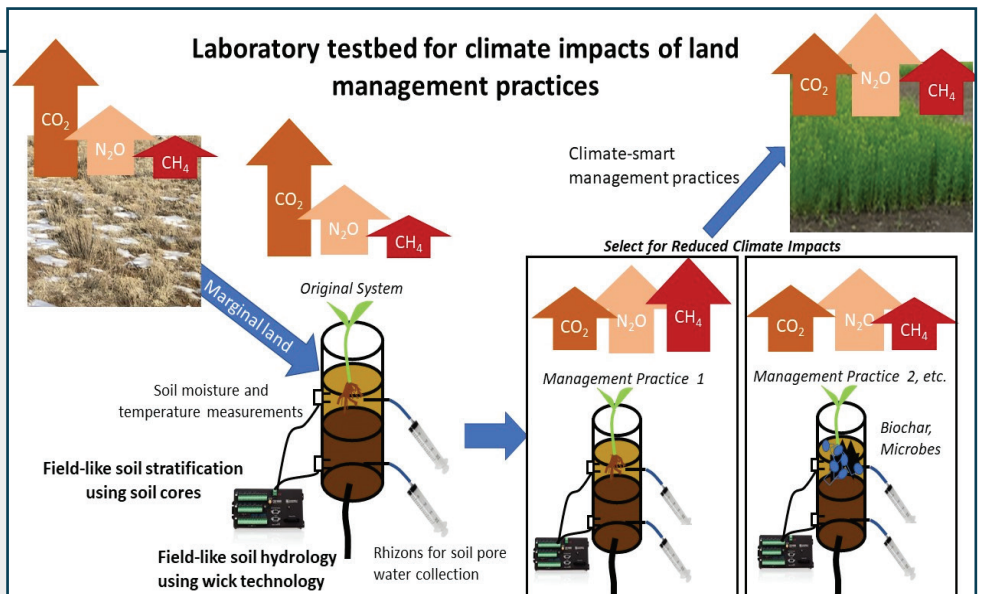 Laboratory testbed for climate impacts of land
management practices
CO2
N2O
CH4
CO2
N2O
CH4
Marginal land
Original System
Soil moisture and
temperature measurements
Field-like soil stratification
using soil cores
Field-like soil hydrology
using wick technology
Rhizons for soil pore
water collection
Climate-smart
management practices
CO2
N2O
CH4
Select for Reduced Climate Impacts
CO2
N2O
CH4
Management Practice 1
CO2
N2O
CH4
Management Practice 2, etc.
Biochar,
Microbes